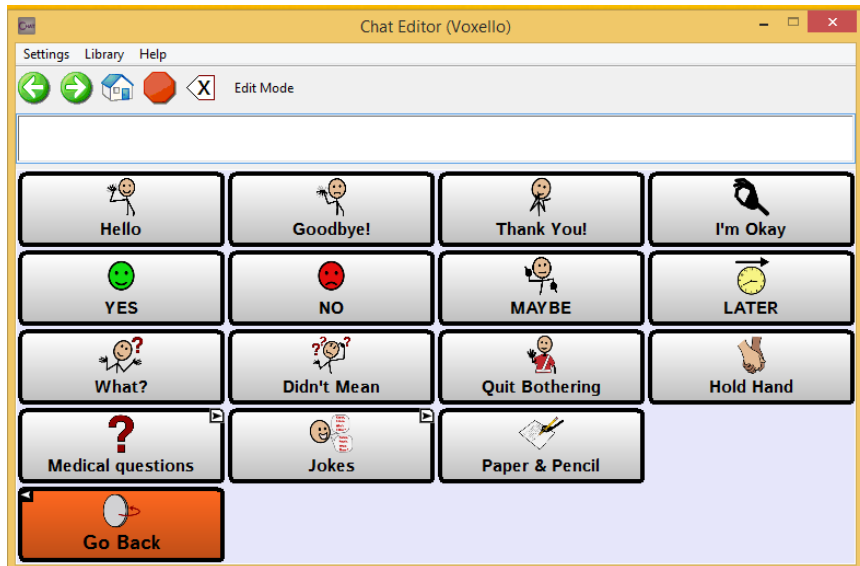 Chat Editor (Voxello)
Settings Library Help
X Edit Mode
Hello Goodbye! Thank You! I'm Okay
YES NO MAYBE LATER
What? Didn't Mean Quit Bothering Hold Hand
Medical questions Jokes Paper & Pencil
Go Back